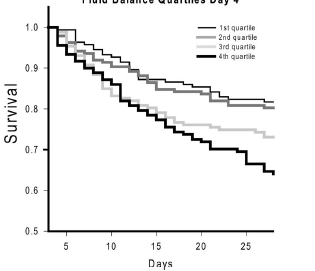 Fluid Balance Quartiles Day 4
1st quartile
2nd quartile
3rd quartile
4th quartile
Survival
1.0
0.9
0.8
0.7
0.6
0.5
5 10 15 20 25
Days